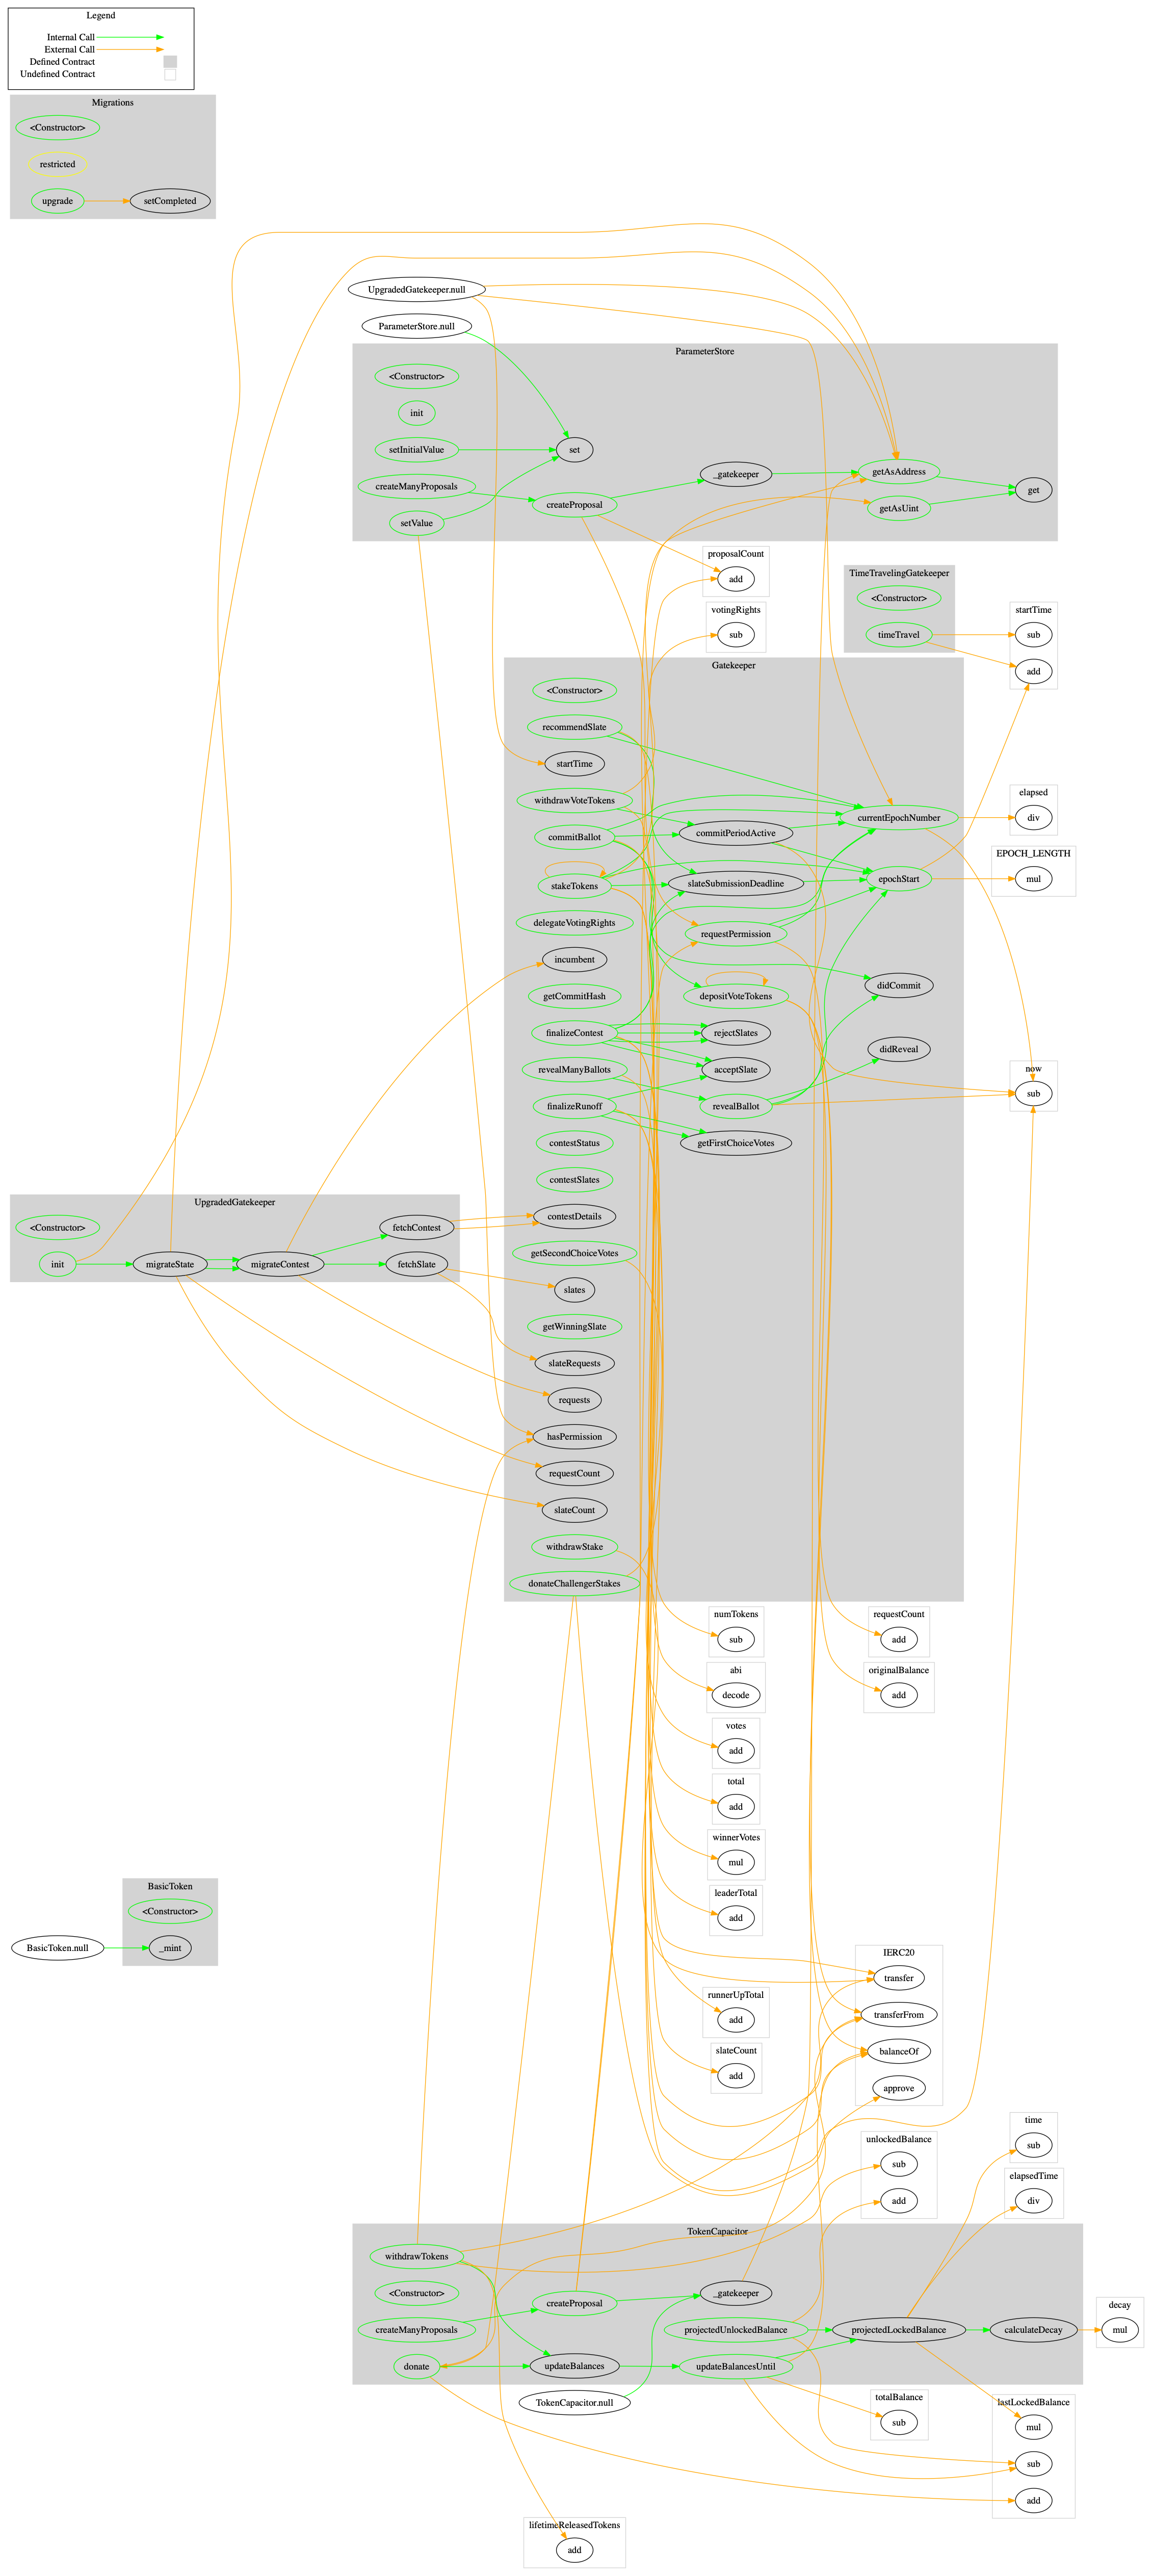 Legend
Internal Call
External Call
Defined Contract
Undefined Contract
Migrations
<Constructor>
restricted
upgrade
setCompleted
UpgradedGatekeeper.null
ParameterStore.null
ParameterStore
<Constructor>
init
setInitialValue
set
createManyProposals
_gatekeeper
getAsAddress
get
createProposal
getAsUint
setValue
proposalCount
add
votingRights
sub
TimeTravelingGatekeeper
<Constructor>
timeTravel
startTime
sub
add
Gatekeeper
<Constructor>
recommendSlate
startTime
withdrawVoteTokens
commitBallot
commitPeriodActive
currentEpochNumber
stakeTokens
slateSubmissionDeadline
epochStart
delegateVotingRights
requestPermission
incumbent
getCommitHash
depositVoteTokens
didCommit
finalizeContest
rejectSlates
didReveal
revealManyBallots
acceptSlate
finalizeRunoff
revealBallot
contestStatus
getFirstChoiceVotes
contestSlates
contestDetails
getSecondChoiceVotes
slates
getWinningSlate
slateRequests
requests
hasPermission
requestCount
slateCount
withdrawStake
donateChallengerStakes
elapsed
div
EPOCH_LENGTH
mul
now
sub
UpgradedGatekeeper
<Constructor>
init
migrateState
migrateContest
fetchContest
fetchSlate
numTokens
sub
requestCount
add
abi
decode
originalBalance
add
votes
add
total
add
winnerVotes
mul
leaderTotal
add
BasicToken
<Constructor>
BasicToken.null
_mint
IERC20
transfer
transferFrom
balanceOf
approve
runnerUpTotal
add
slateCount
add
time
sub
unlockedBalance
sub
add
elapsedTime
div
TokenCapacitor
withdrawTokens
<Constructor>
createProposal
_gatekeeper
createManyProposals
projectedUnlockedBalance
projectedLockedBalance
calculateDecay
donate
updateBalances
updateBalancesUntil
TokenCapacitor.null
decay
mul
totalBalance
sub
lastLockedBalance
mul
sub
add
lifetimeReleasedTokens
add